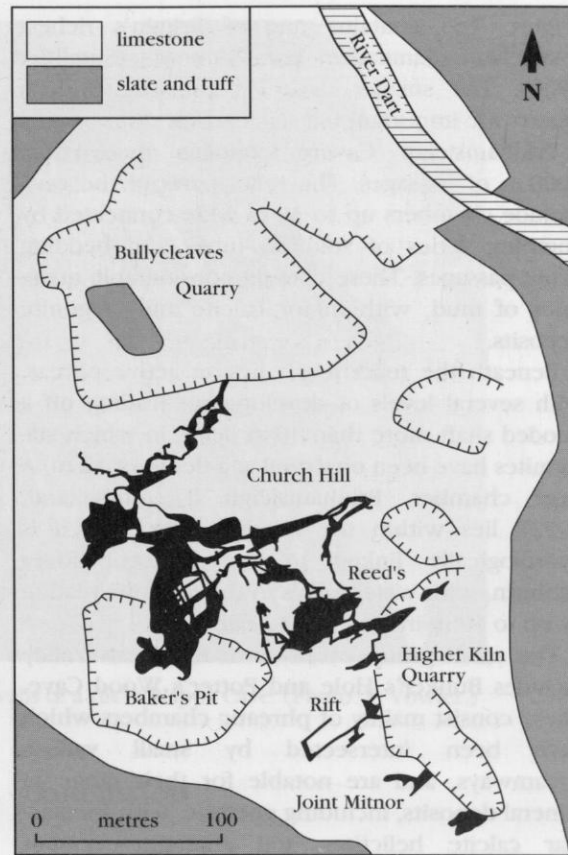 limestone
slate and tuff
River Dart
N
Bullycleaves
Quarry
Church Hill
Reed's
Higher Kiln
Quarry
Baker's Pit
Rift
Joint Mitnor
0 metres 100